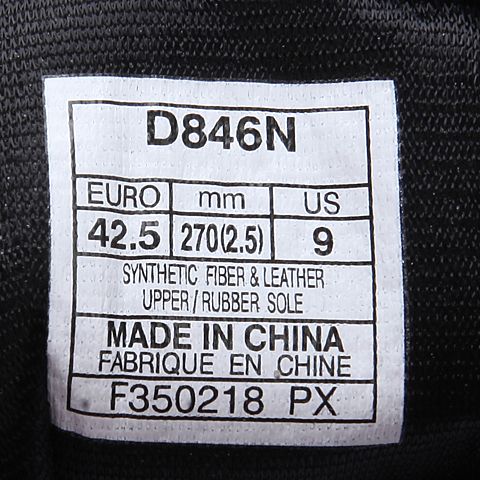 D846N
EURO mm US
42.5 270(2.5) 9
SYNTHETIC FIBER & LEATHER
UPPER / RUBBER SOLE
MADE IN CHINA
FABRIQUE EN CHINE
F350218 PX